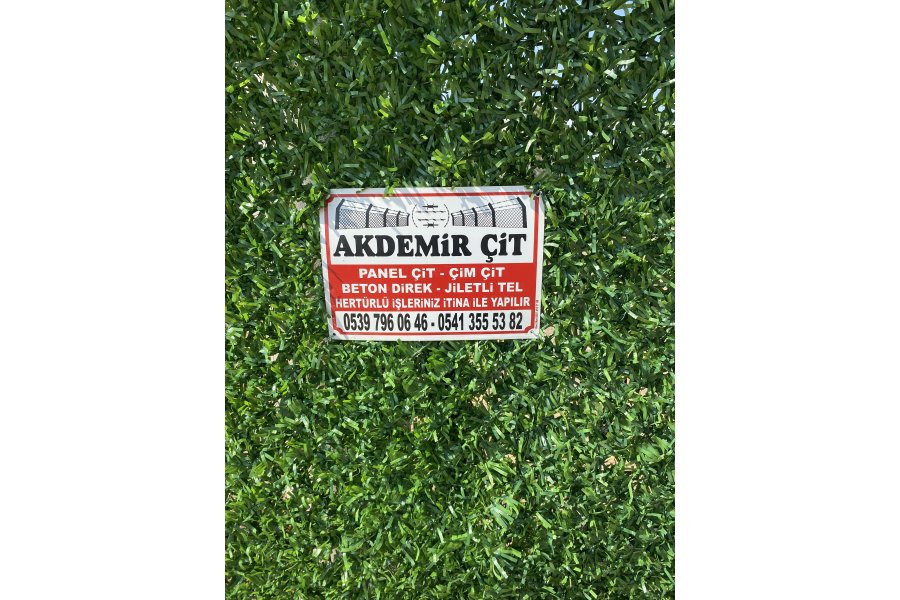 AKDEMİR ÇİT
PANEL ÇİT - ÇİM ÇİT
BETON DİREK - JİLETLİ TEL
HERTÜRLÜ İŞLERİNİZ İTİNA İLE YAPILIR
0539 796 06 46 - 0541 355 53 82